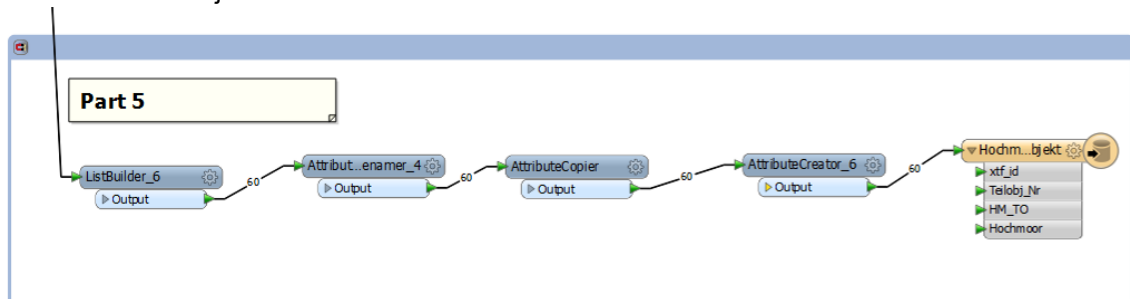 Part 5
ListBuilder_6
Output
60
Attribut...enamer_4
Output
60
AttributeCopier
Output
60
AttributeCreator_6
Output
60
Hochm...bjekt
xtf_id
Teilobj_Nr
HM_TO
Hochmoor